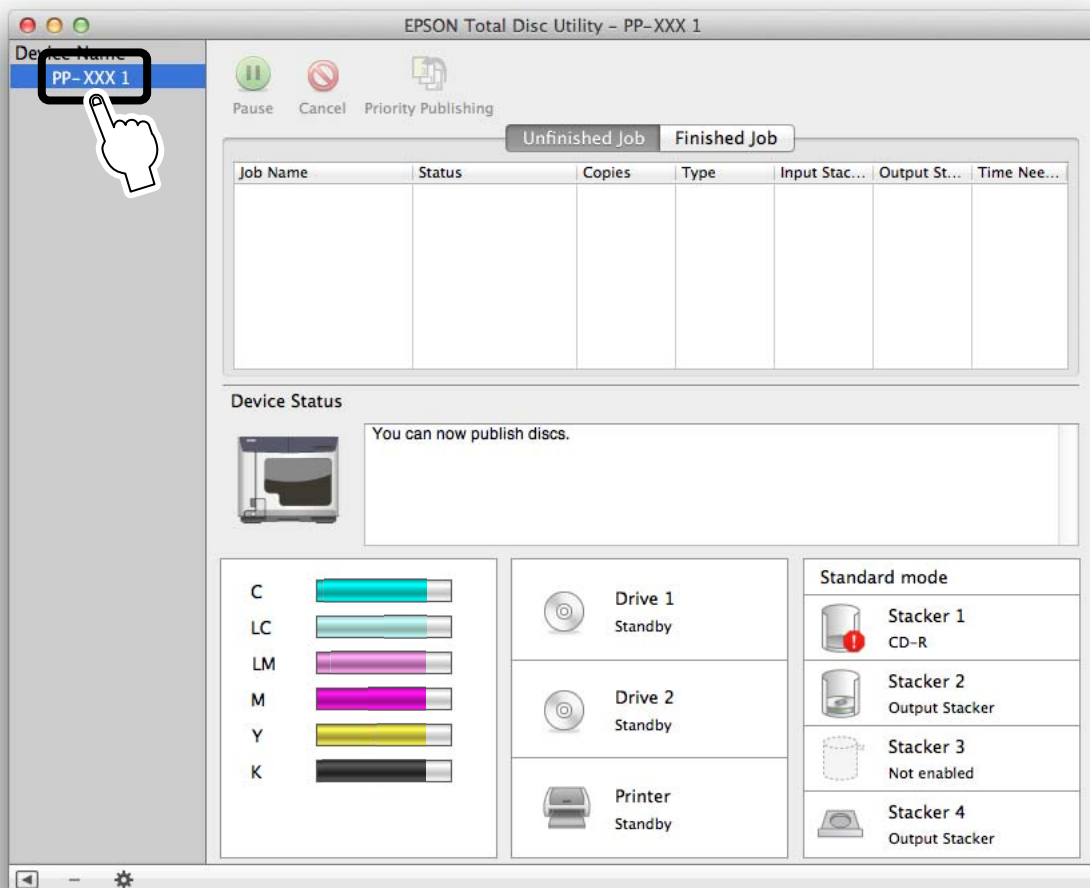 EPSON Total Disc Utility – PP-XXX 1
Device Name
PP-XXX 1
Pause Cancel Priority Publishing
Unfinished Job Finished Job
Job Name Status Copies Type Input Stac... Output St... Time Nee...
Device Status
You can now publish discs.
C
LC
LM
M
Y
K
Drive 1
Standby
Drive 2
Standby
Printer
Standby
Standard mode
Stacker 1
CD-R
Stacker 2
Output Stacker
Stacker 3
Not enabled
Stacker 4
Output Stacker